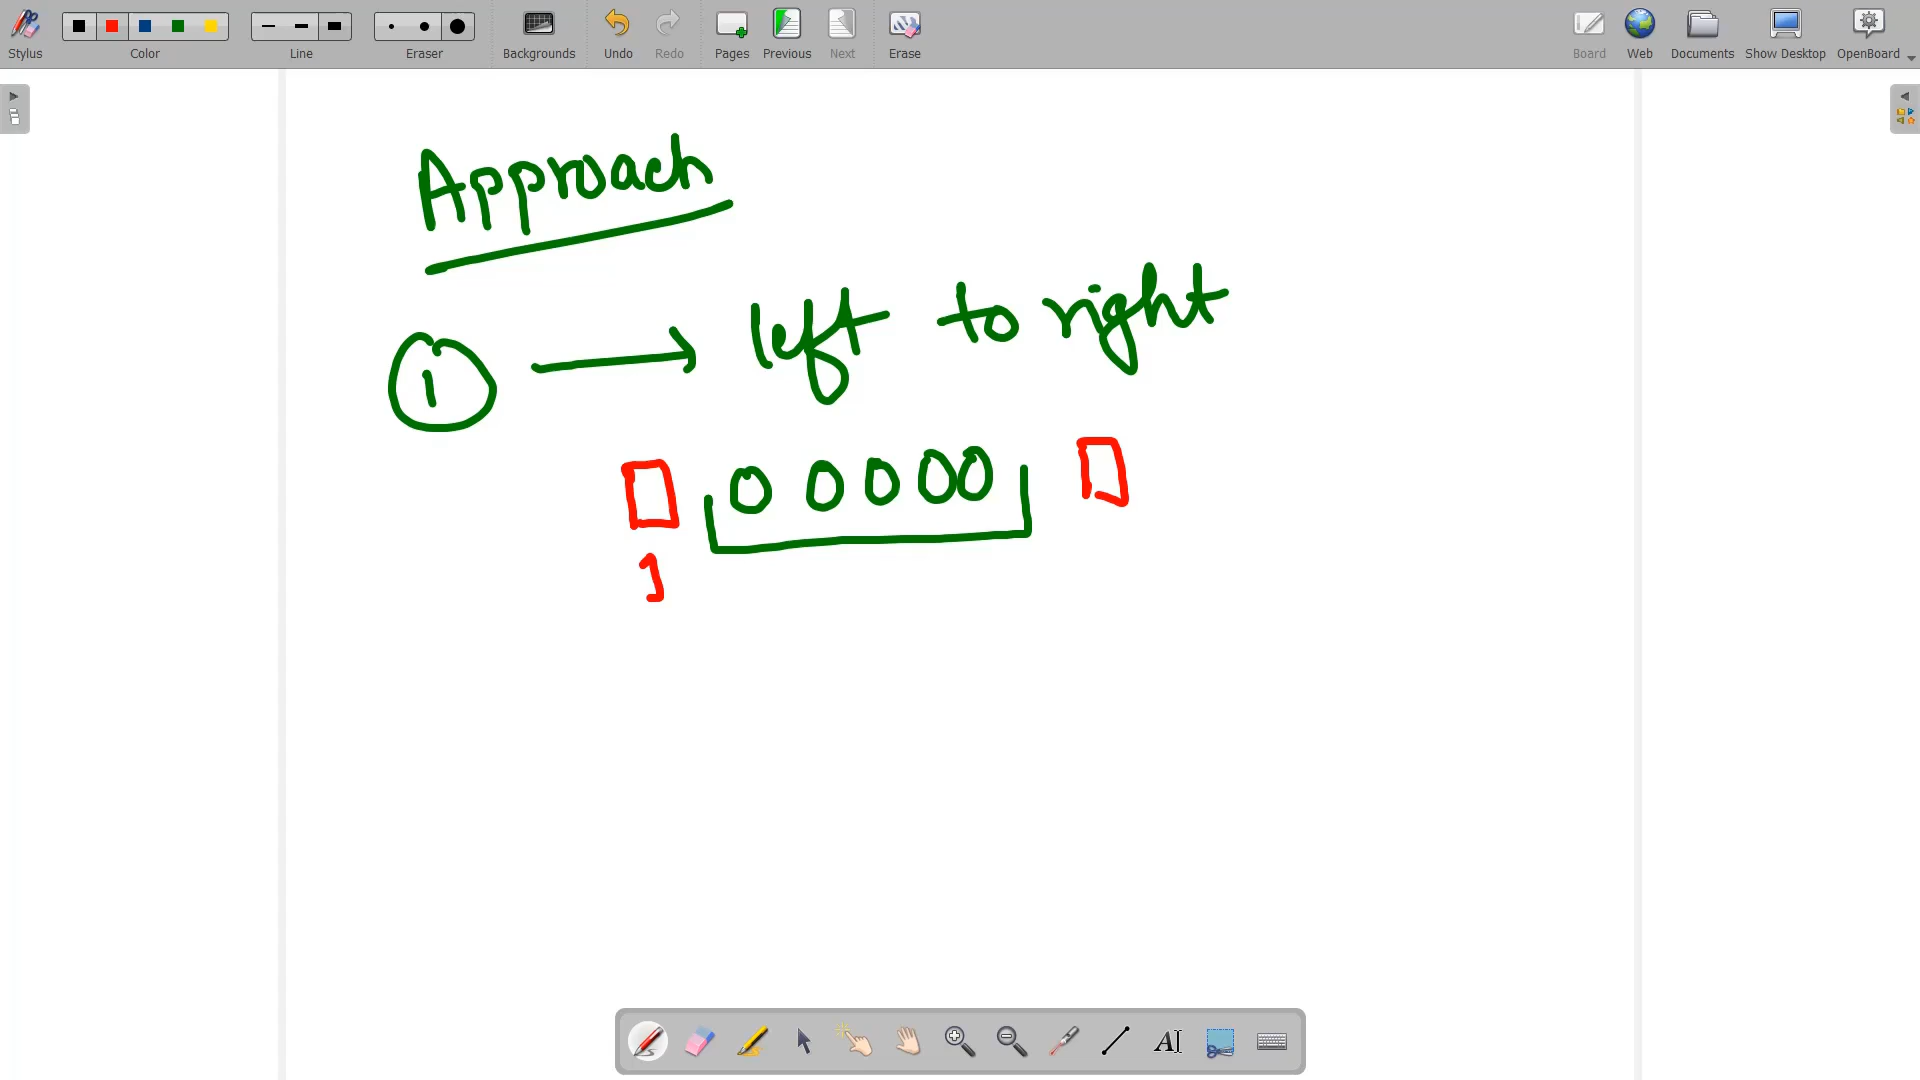 Stylus Color Line Eraser Backgrounds Undo Redo Pages Previous Next Erase Board Web Documents Show Desktop OpenBoard
Approach
i → left to right
0 0 0 0 0
1